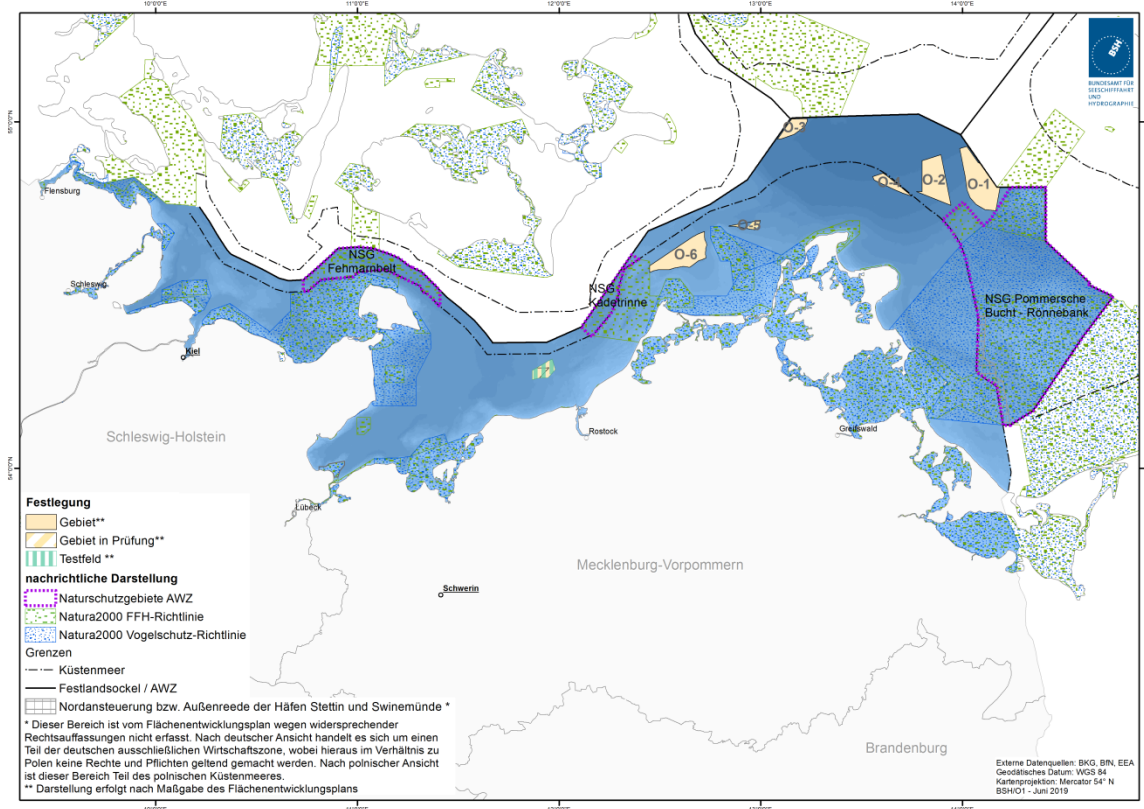 10°0'0"E 11°0'0"E 12°0'0"E 13°0'0"E 14°0'0"E
BSH
BUNDESAMT FÜR
SEESCHIFFFAHRT
UND
HYDROGRAPHIE
55°0'0"N
O-3
O-4
O-2
O-1
Flensburg
O-5
O-6
NSG
Fehmarnbelt
Schleswig
NSG
Kadetrinne
NSG Pommersche
Bucht - Rönnebank
Kiel
Schleswig-Holstein
Rostock
Greifswald
54°0'0"N
Lübeck
Mecklenburg-Vorpommern
Schwerin
Brandenburg
Festlegung
Gebiet**
Gebiet in Prüfung**
Testfeld **
nachrichtliche Darstellung
Naturschutzgebiete AWZ
Natura2000 FFH-Richtlinie
Natura2000 Vogelschutz-Richtlinie
Grenzen
Küstenmeer
Festlandsockel / AWZ
Nordansteuerung bzw. Außenreede der Häfen Stettin und Swinemünde *
* Dieser Bereich ist vom Flächenentwicklungsplan wegen widersprechender
Rechtsauffassungen nicht erfasst. Nach deutscher Ansicht handelt es sich um einen
Teil der deutschen ausschließlichen Wirtschaftszone, wobei hieraus im Verhältnis zu
Polen keine Rechte und Pflichten geltend gemacht werden. Nach polnischer Ansicht
ist dieser Bereich Teil des polnischen Küstenmeeres.
** Darstellung erfolgt nach Maßgabe des Flächenentwicklungsplans
Externe Datenquellen: BKG, BfN, EEA
Geodätisches Datum: WGS 84
Kartenprojektion: Mercator 54° N
BSH/O1 - Juni 2019